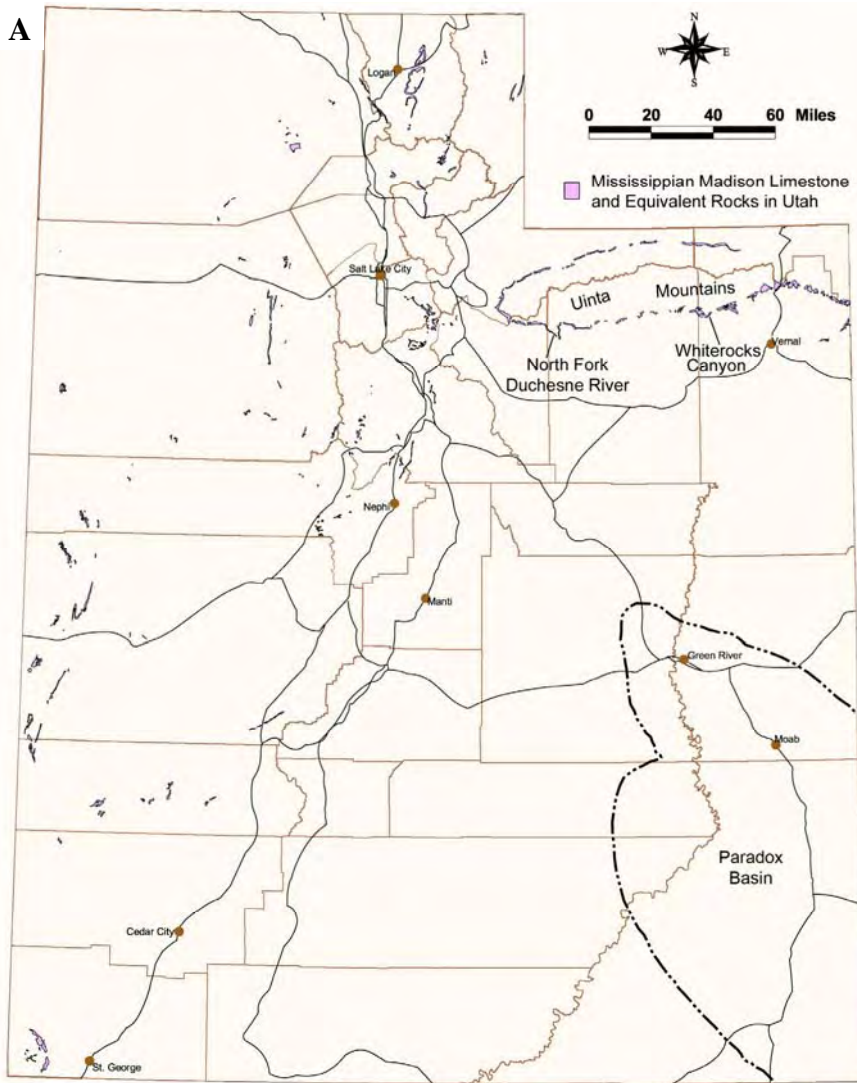 A
N
W
E
S
0 20 40 60 Miles
Mississippian Madison Limestone
and Equivalent Rocks in Utah
Logan
Salt Lake City
Uinta Mountains
North Fork
Duchesne River
Whiterocks
Canyon
Vernal
Nephi
Manti
Green River
Moab
Paradox
Basin
Cedar City
St. George